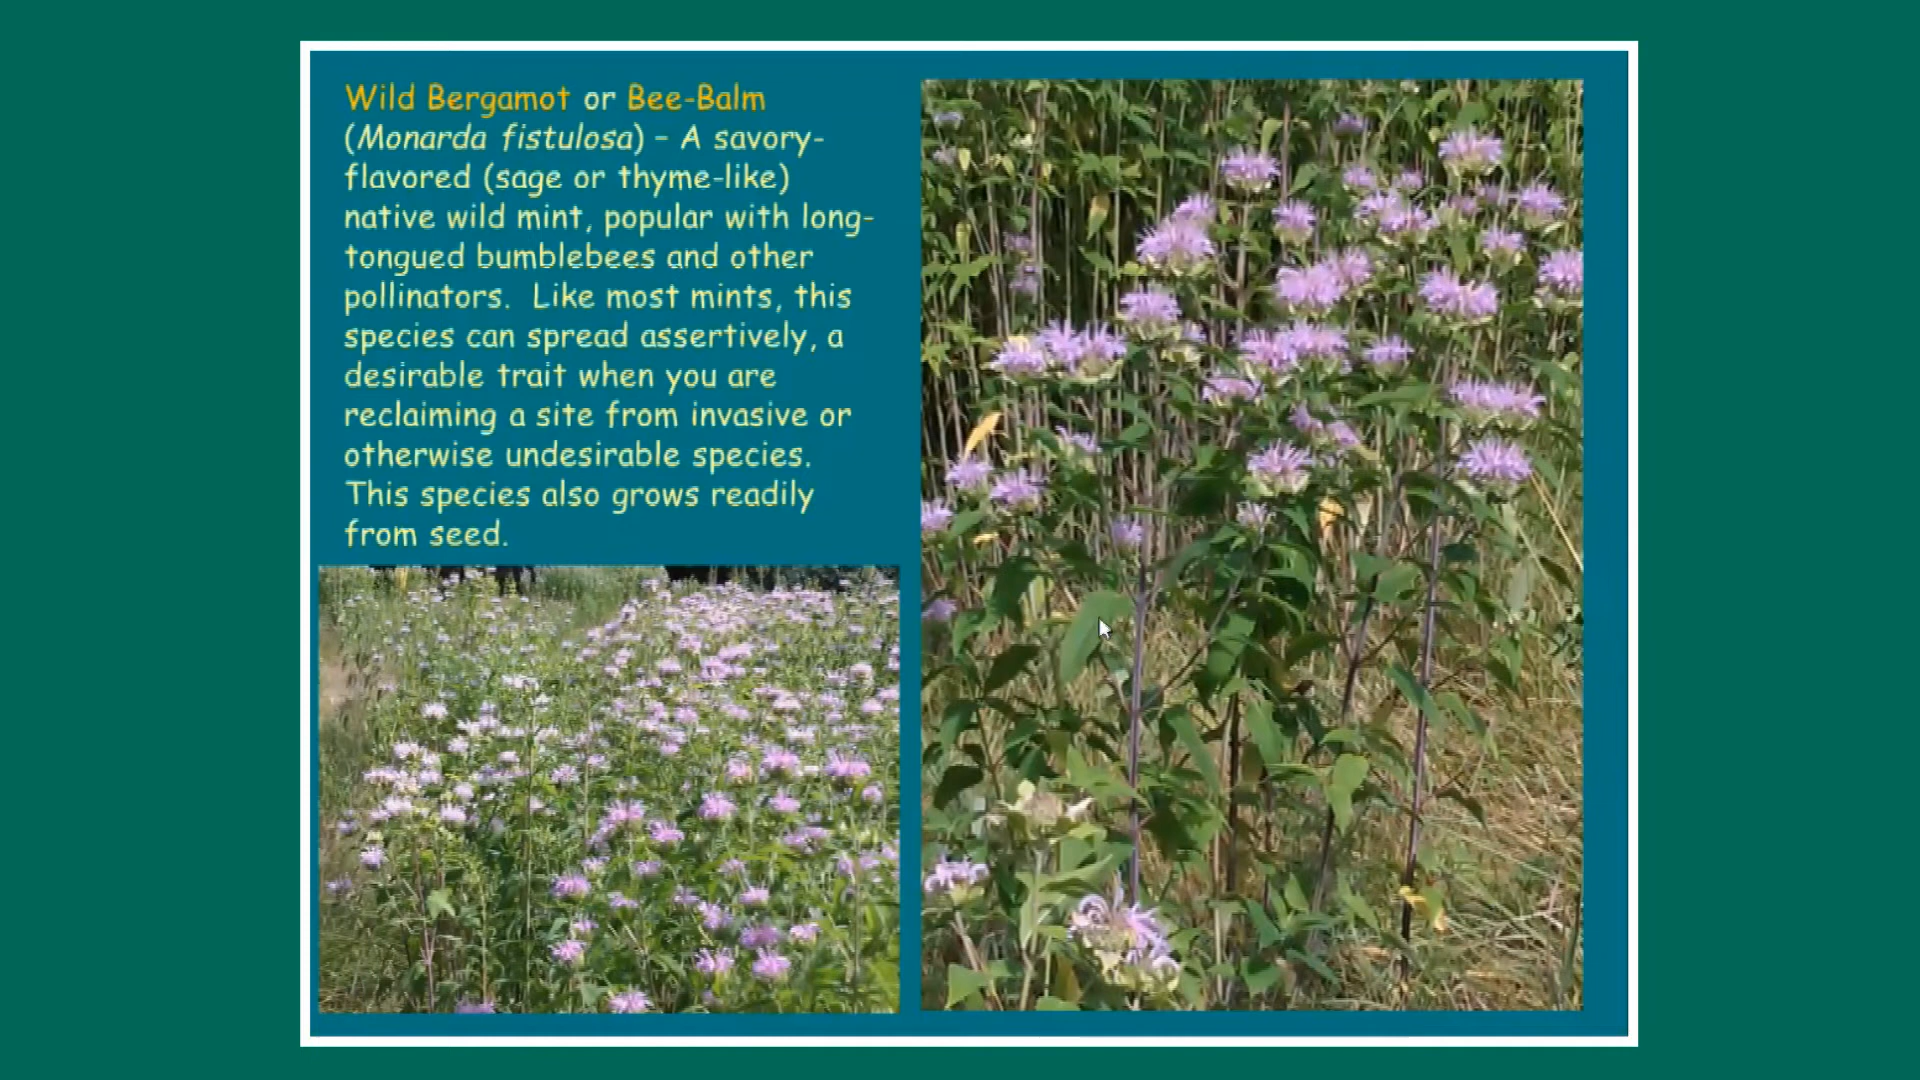 Wild Bergamot or Bee-Balm
(Monarda fistulosa) – A savory-
flavored (sage or thyme-like)
native wild mint, popular with long-
tongued bumblebees and other
pollinators.  Like most mints, this
species can spread assertively, a
desirable trait when you are
reclaiming a site from invasive or
otherwise undesirable species.
This species also grows readily
from seed.